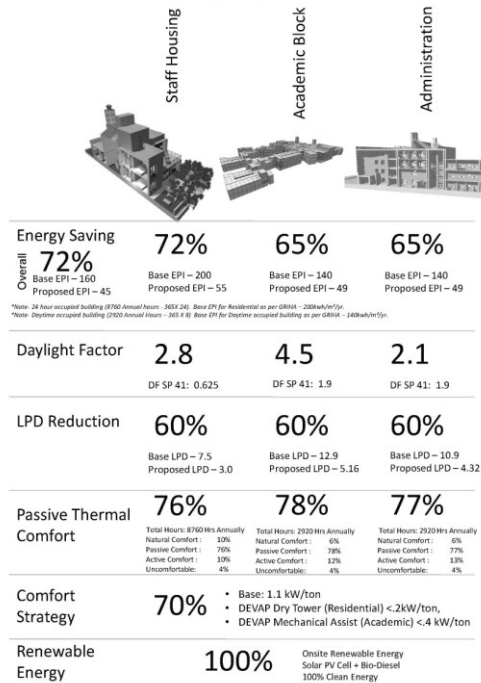 Staff Housing
Academic Block
Administration
Energy Saving
Overall
72%
Base EPI – 160
Proposed EPI – 45
72%
Base EPI – 200
Proposed EPI – 55
65%
Base EPI – 140
Proposed EPI – 49
65%
Base EPI – 140
Proposed EPI – 49
*Note- 24 hour occupied building (8760 Annual hours - 365X 24). Base EPI for Residential as per GRIHA – 200kwh/m²/yr.
*Note- Daytime occupied building (2920 Annual Hours – 365 X 8) Base EPI for Daytime occupied building as per GRIHA – 140kwh/m²/yr.
Daylight Factor
2.8
DF SP 41: 0.625
4.5
DF SP 41: 1.9
2.1
DF SP 41: 1.9
LPD Reduction
60%
Base LPD – 7.5
Proposed LPD – 3.0
60%
Base LPD – 12.9
Proposed LPD – 5.16
60%
Base LPD – 10.9
Proposed LPD – 4.32
Passive Thermal
Comfort
76%
Total Hours: 8760 Hrs Annually
Natural Comfort : 10%
Passive Comfort : 76%
Active Comfort : 10%
Uncomfortable: 4%
78%
Total Hours: 2920 Hrs Annually
Natural Comfort : 6%
Passive Comfort : 78%
Active Comfort : 12%
Uncomfortable: 4%
77%
Total Hours: 2920 Hrs Annually
Natural Comfort : 6%
Passive Comfort : 77%
Active Comfort : 13%
Uncomfortable: 4%
Comfort
Strategy
70%
• Base: 1.1 kW/ton
• DEVAP Dry Tower (Residential) <.2kW/ton,
• DEVAP Mechanical Assist (Academic) <.4 kW/ton
Renewable
Energy
100%
Onsite Renewable Energy
Solar PV Cell + Bio-Diesel
100% Clean Energy